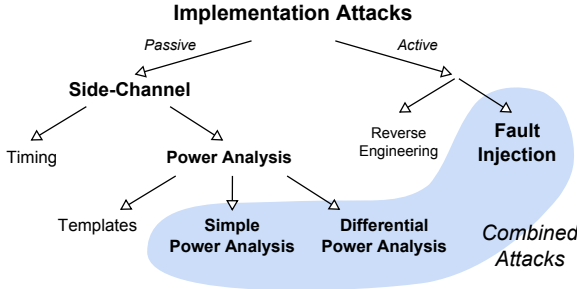 Implementation Attacks
Passive
Active
Side-Channel
Timing
Power Analysis
Reverse
Engineering
Fault
Injection
Templates
Simple
Power Analysis
Differential
Power Analysis
Combined
Attacks